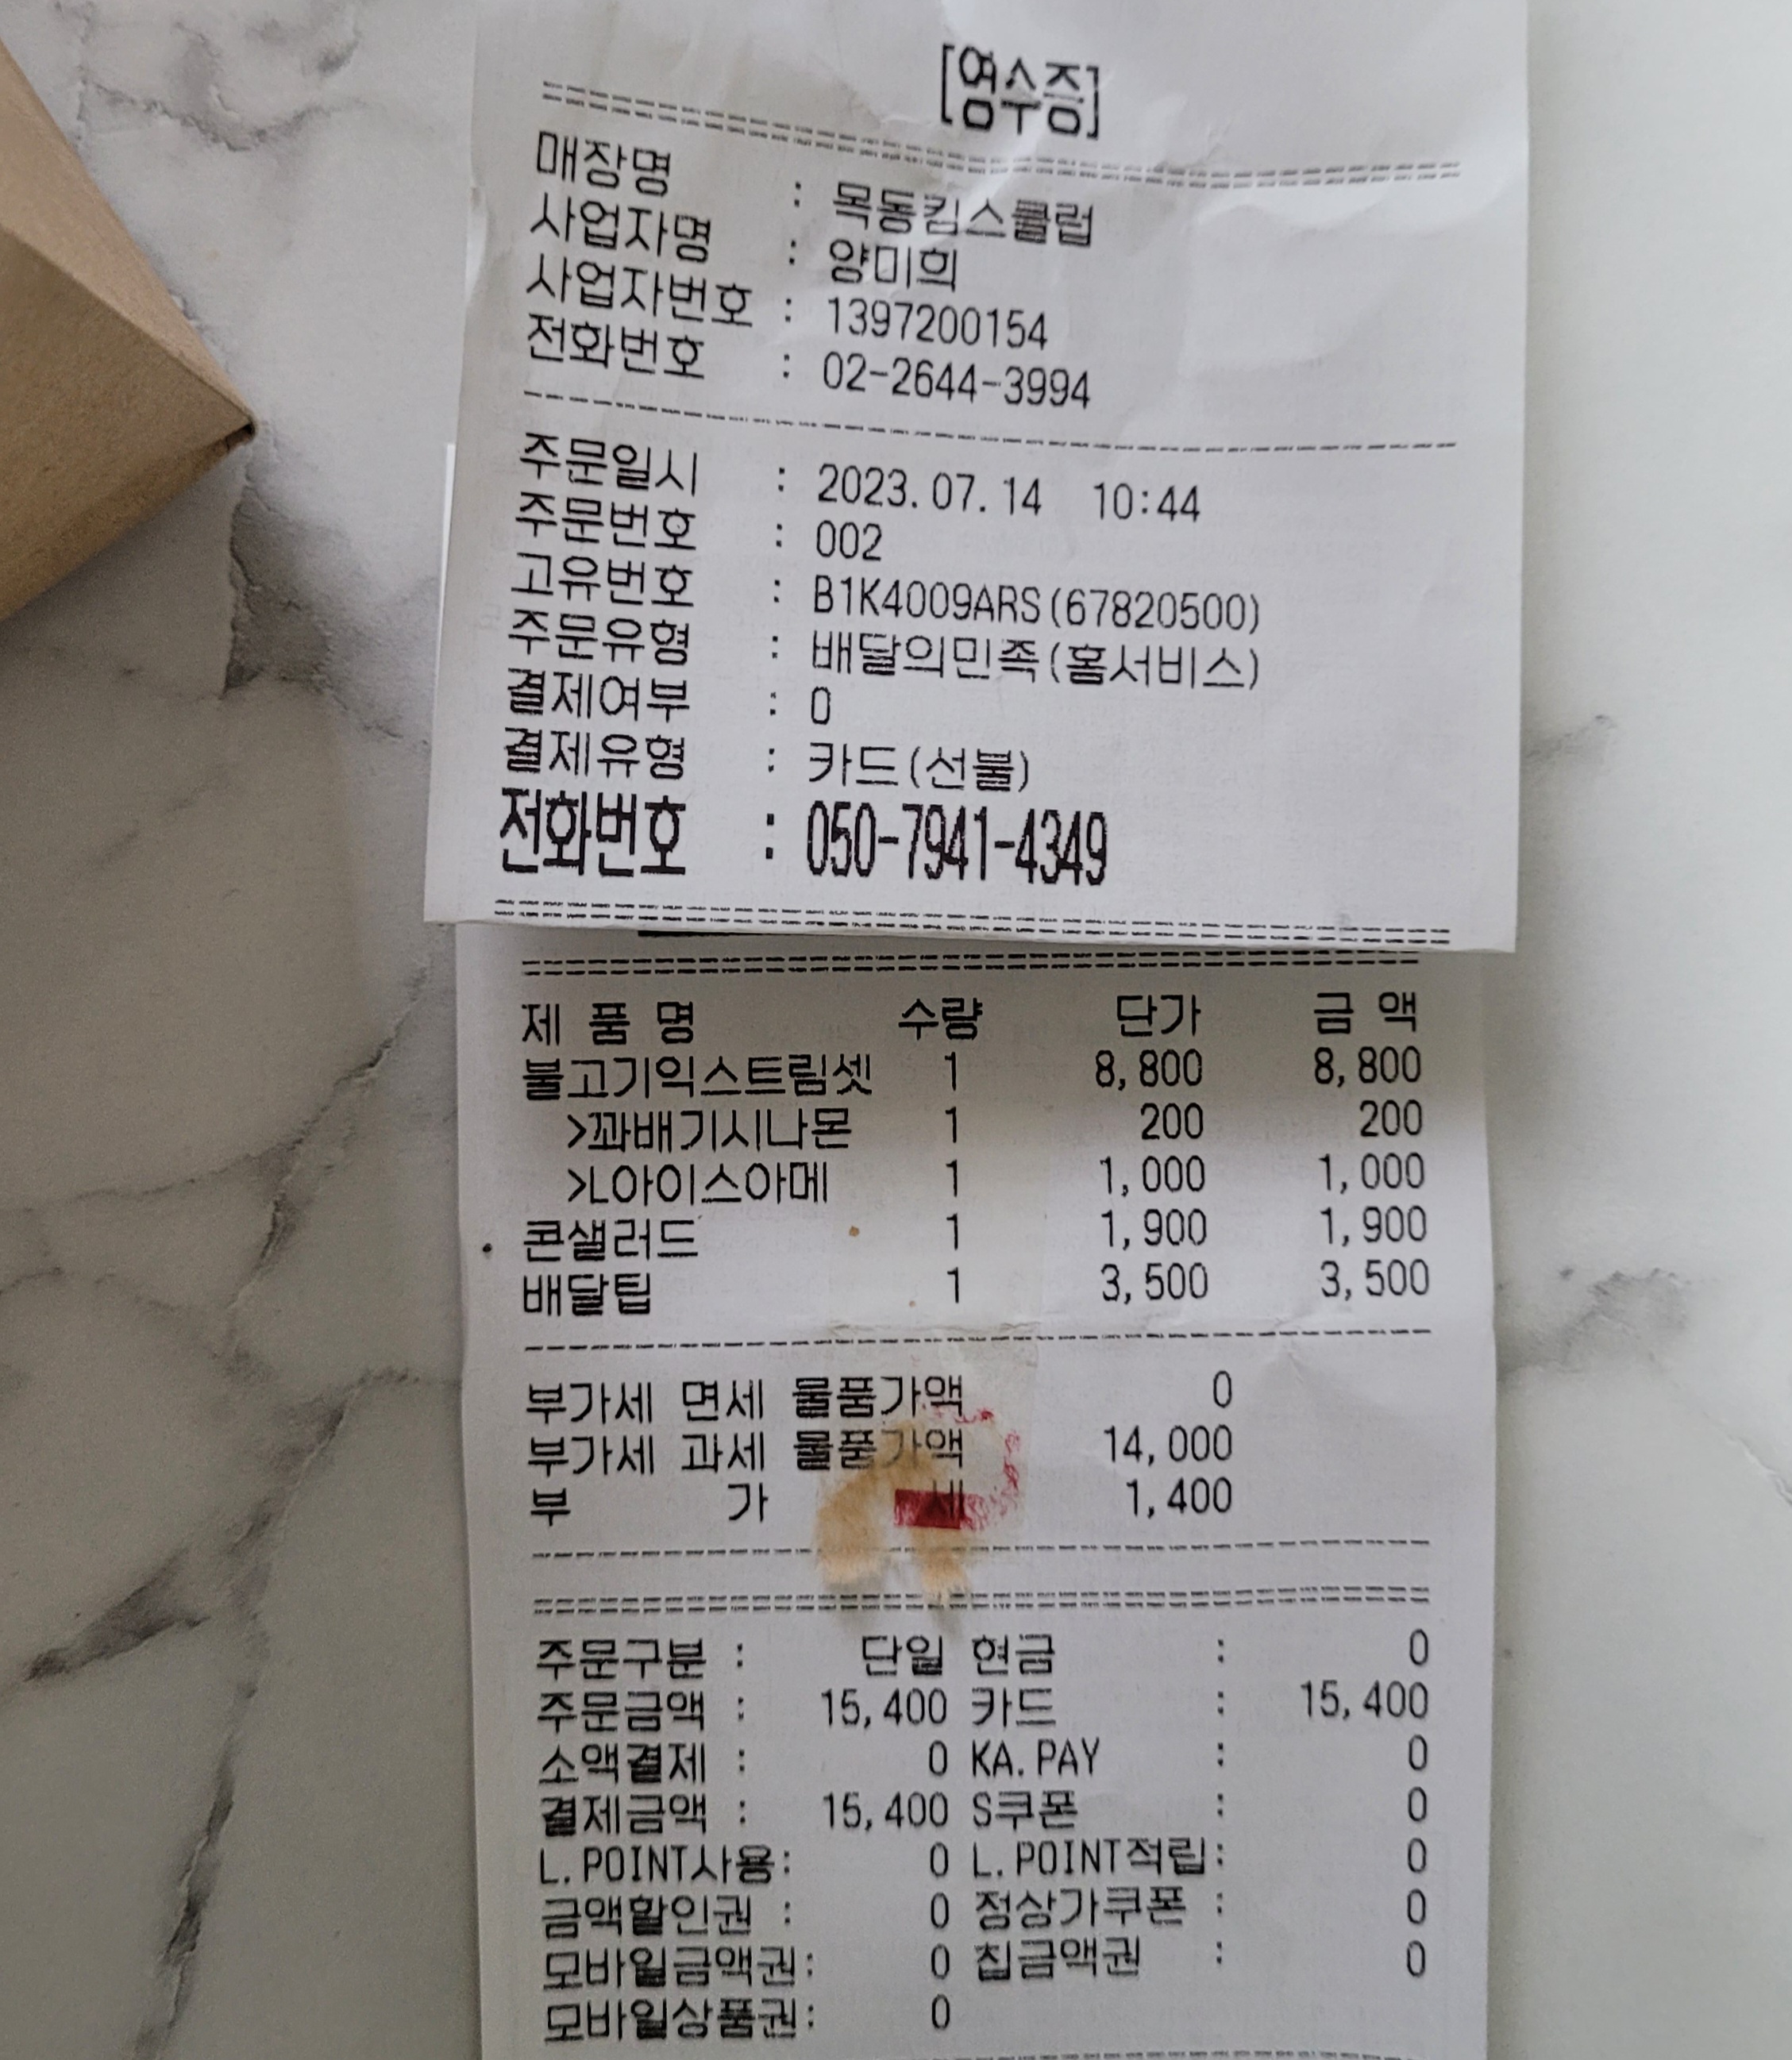 [영수증]
매장명 : 목동킴스클럽
사업자명 : 양미희
사업자번호 : 1397200154
전화번호 : 02-2644-3994
주문일시 : 2023.07.14 10:44
주문번호 : 002
고유번호 : B1K4009ARS(67820500)
주문유형 : 배달의민족(홈서비스)
결제여부 : 0
결제유형 : 카드(선불)
전화번호 : 050-7941-4349
제 품 명 수량 단가 금 액
불고기익스트림셋 1 8,800 8,800
>꽈배기시나몬 1 200 200
>L아이스아메 1 1,000 1,000
콘샐러드 1 1,900 1,900
배달팁 1 3,500 3,500
부가세 면세 물품가액 0
부가세 과세 물품가액 14,000
부 가 세 1,400
주문구분 : 단일 현금 : 0
주문금액 : 15,400 카드 : 15,400
소액결제 : 0 KA.PAY : 0
결제금액 : 15,400 S쿠폰 : 0
L.POINT사용: 0 L.POINT적립: 0
금액할인권 : 0 정상가쿠폰 : 0
모바일금액권: 0 칩금액권 : 0
모바일상품권: 0